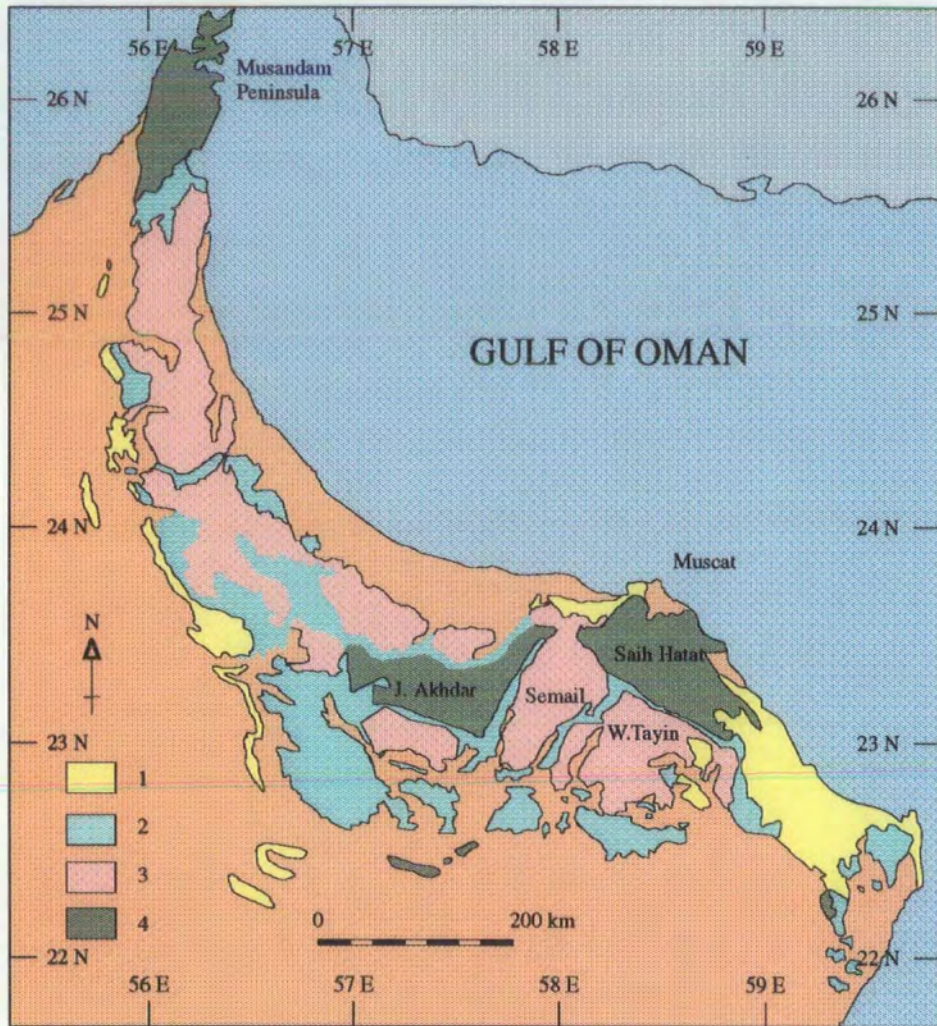 56 E 57 E 58 E 59 E
Musandam
Peninsula
26 N 26 N
25 N 25 N
GULF OF OMAN
24 N 24 N
Muscat
N
Saih Hatat
J. Akhdar
Semail
W.Tayin
23 N 23 N
1
2
3
4
0 200 km
22 N 22 N
56 E 57 E 58 E 59 E